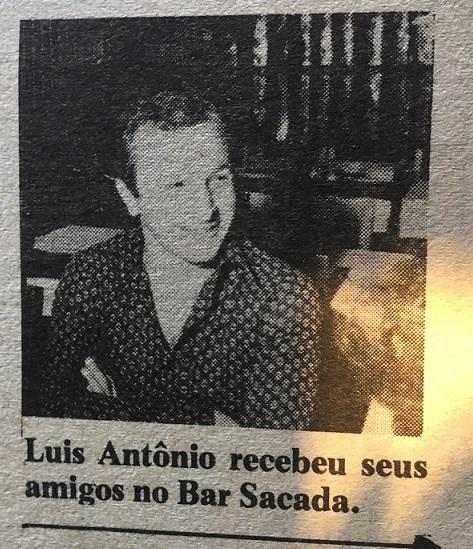 Luis Antônio recebeu seus
amigos no Bar Sacada.